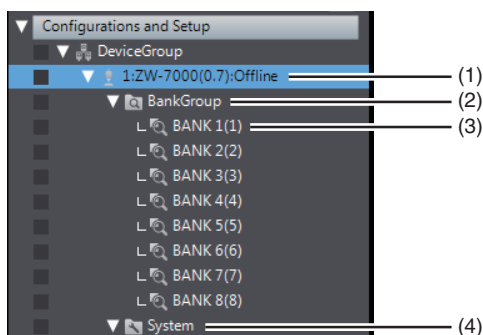 Configurations and Setup
DeviceGroup
1:ZW-7000(0.7):Offline (1)
BankGroup (2)
BANK 1(1) (3)
BANK 2(2)
BANK 3(3)
BANK 4(4)
BANK 5(5)
BANK 6(6)
BANK 7(7)
BANK 8(8)
System (4)